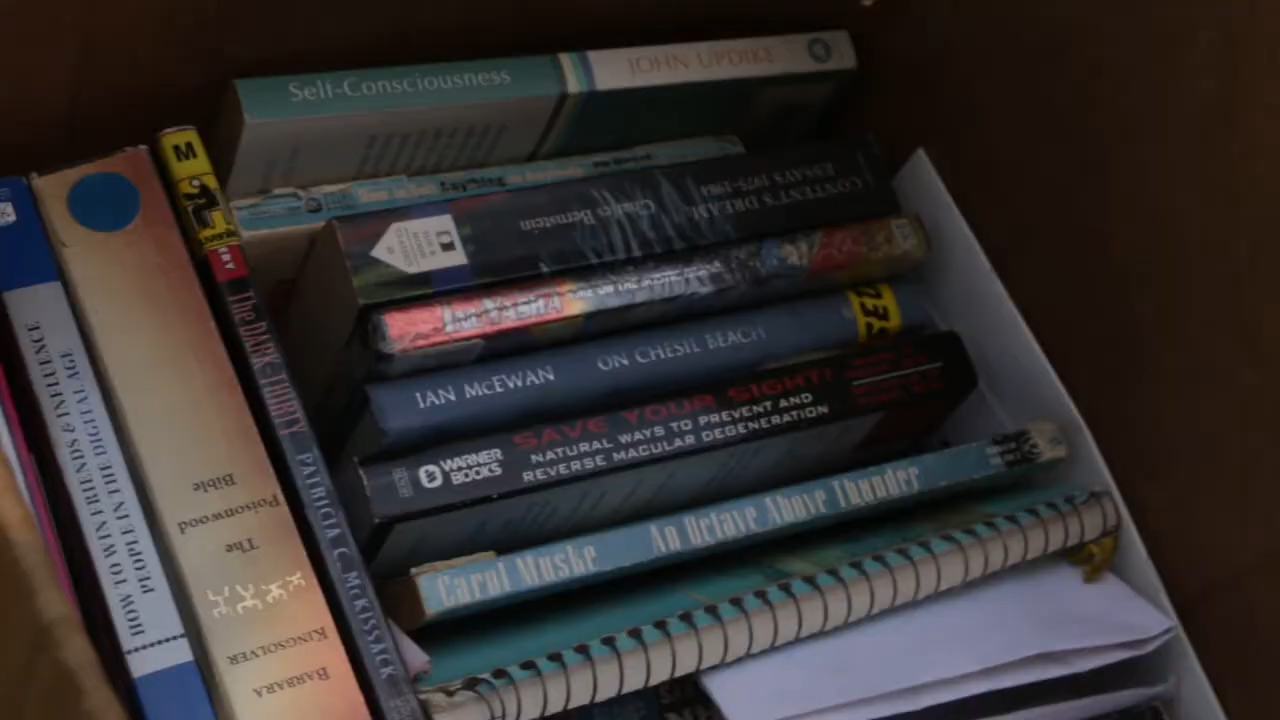 Self-Consciousness
JOHN UPDIKE
Anything
CONTENT'S DREAM
ESSAYS 1975-1984
Charles Bernstein
INUYASHA
IAN McEWAN
ON CHESIL BEACH
SAVE YOUR SIGHT!
NATURAL WAYS TO PREVENT AND
REVERSE MACULAR DEGENERATION
WARNER
BOOKS
Carol Muske
An Octave Above Thunder
HOW TO WIN FRIENDS & INFLUENCE
PEOPLE IN THE DIGITAL AGE
BARBARA
KINGSOLVER
The
Poisonwood
Bible
M
The DARK-THIRTY
PATRICIA C. McKISSACK